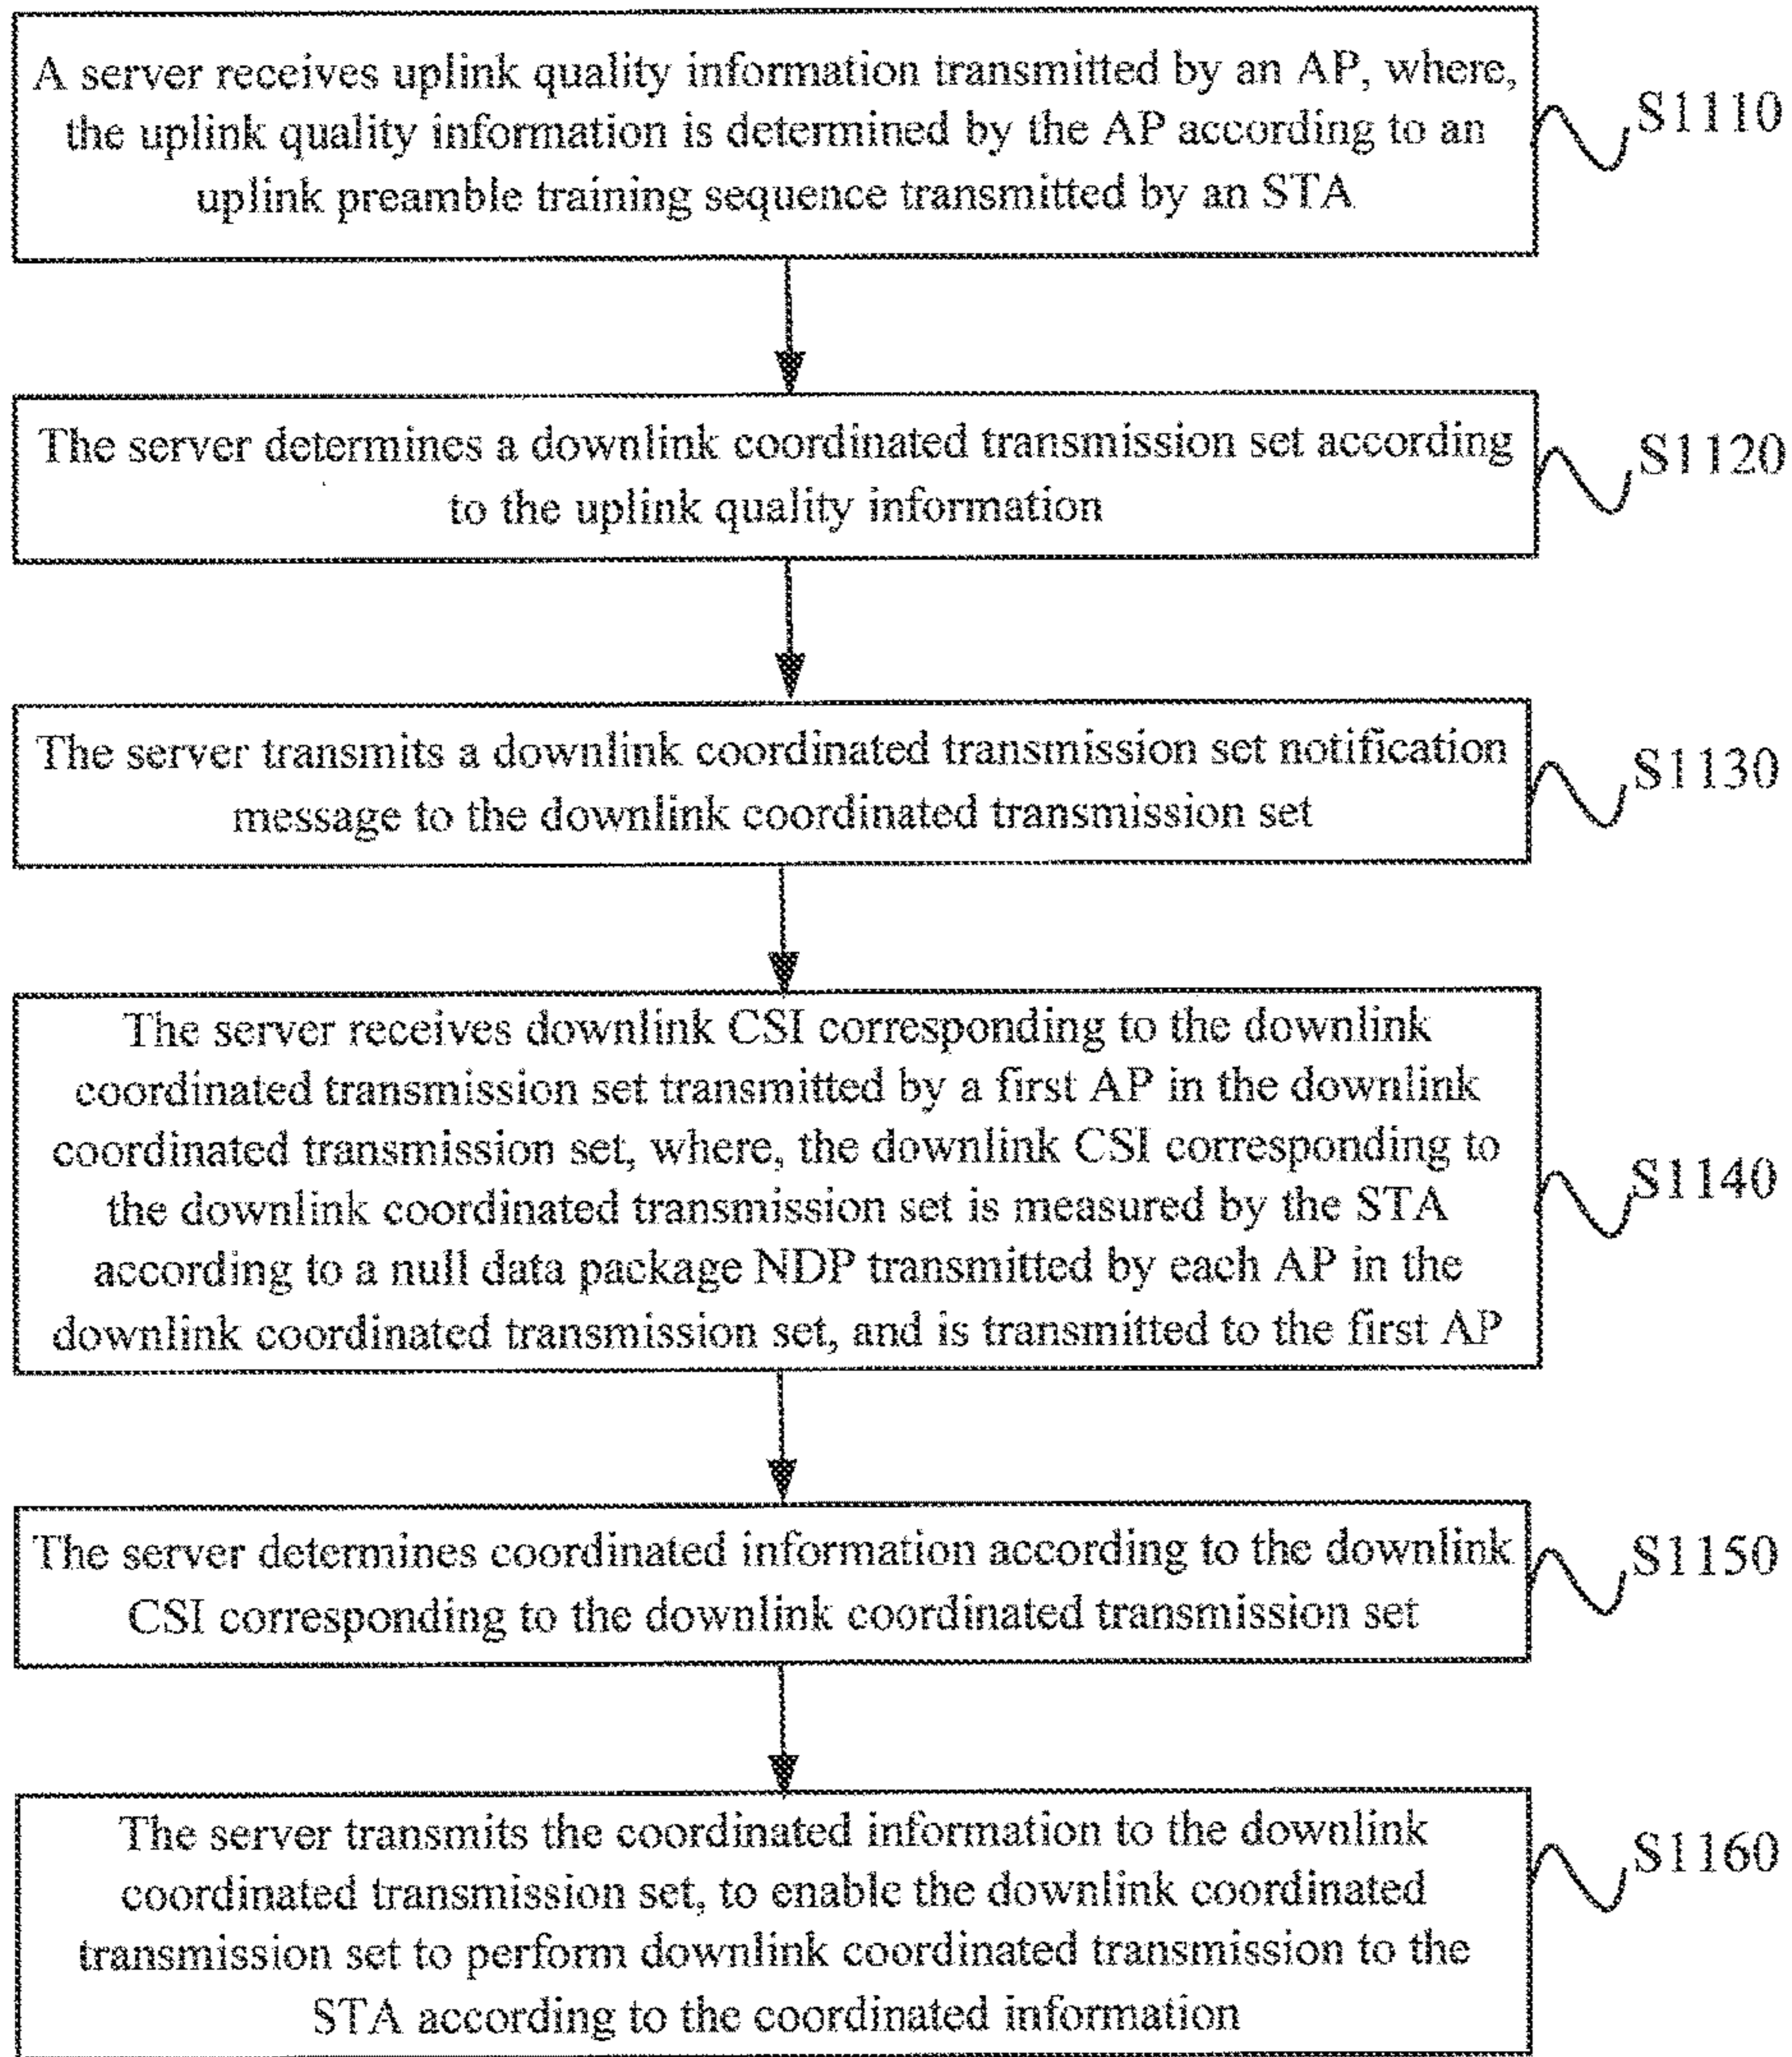 A server receives uplink quality information transmitted by an AP, where,
the uplink quality information is determined by the AP according to an
uplink preamble training sequence transmitted by an STA
S1110
The server determines a downlink coordinated transmission set according
to the uplink quality information
S1120
The server transmits a downlink coordinated transmission set notification
message to the downlink coordinated transmission set
S1130
The server receives downlink CSI corresponding to the downlink
coordinated transmission set transmitted by a first AP in the downlink
coordinated transmission set, where, the downlink CSI corresponding to
the downlink coordinated transmission set is measured by the STA
according to a null data package NDP transmitted by each AP in the
downlink coordinated transmission set, and is transmitted to the first AP
S1140
The server determines coordinated information according to the downlink
CSI corresponding to the downlink coordinated transmission set
S1150
The server transmits the coordinated information to the downlink
coordinated transmission set, to enable the downlink coordinated
transmission set to perform downlink coordinated transmission to the
STA according to the coordinated information
S1160